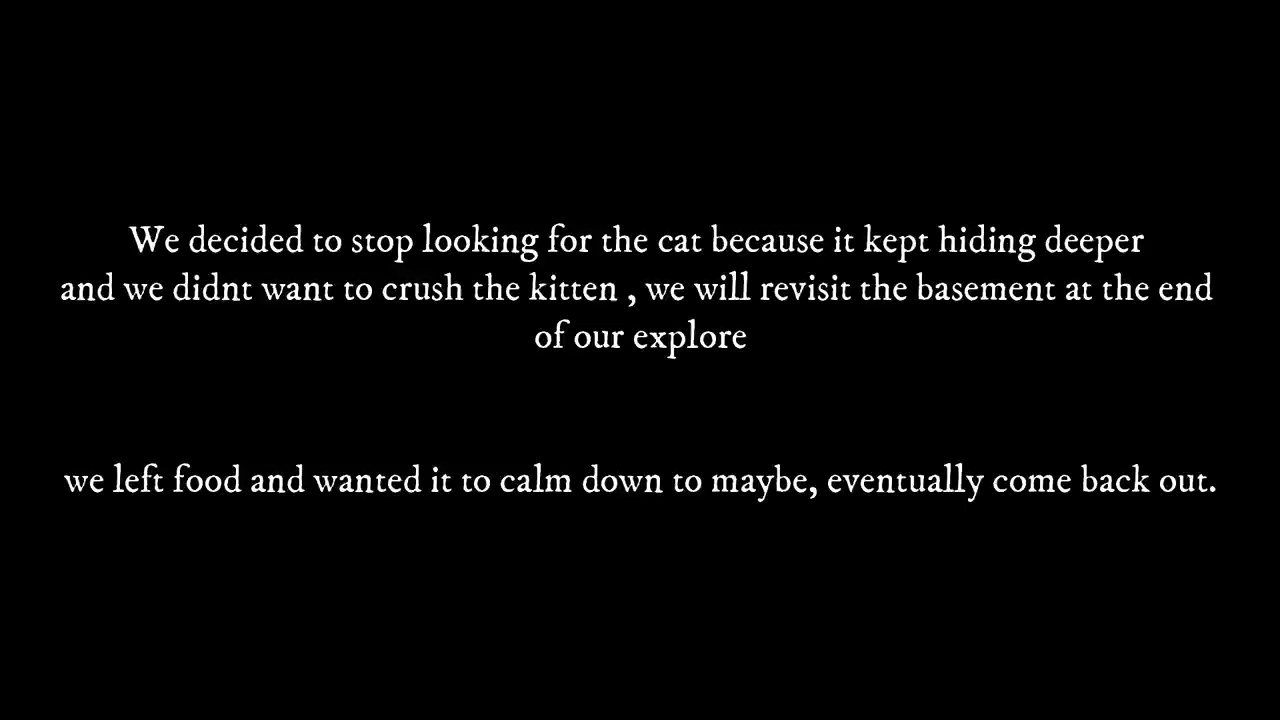 We decided to stop looking for the cat because it kept hiding deeper
and we didnt want to crush the kitten , we will revisit the basement at the end
of our explore
we left food and wanted it to calm down to maybe, eventually come back out.